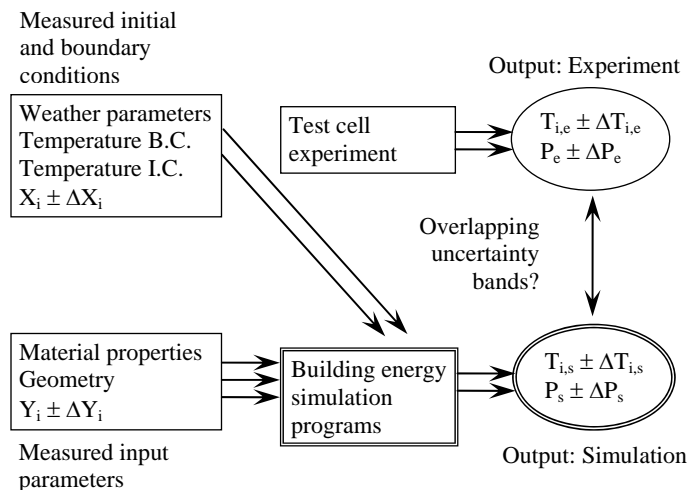 Measured initial
and boundary
conditions
Weather parameters
Temperature B.C.
Temperature I.C.
Xi ± ΔXi
Test cell
experiment
Output: Experiment
Ti,e ± ΔTi,e
Pe ± ΔPe
Overlapping
uncertainty
bands?
Material properties
Geometry
Yi ± ΔYi
Measured input
parameters
Building energy
simulation
programs
Ti,s ± ΔTi,s
Ps ± ΔPs
Output: Simulation